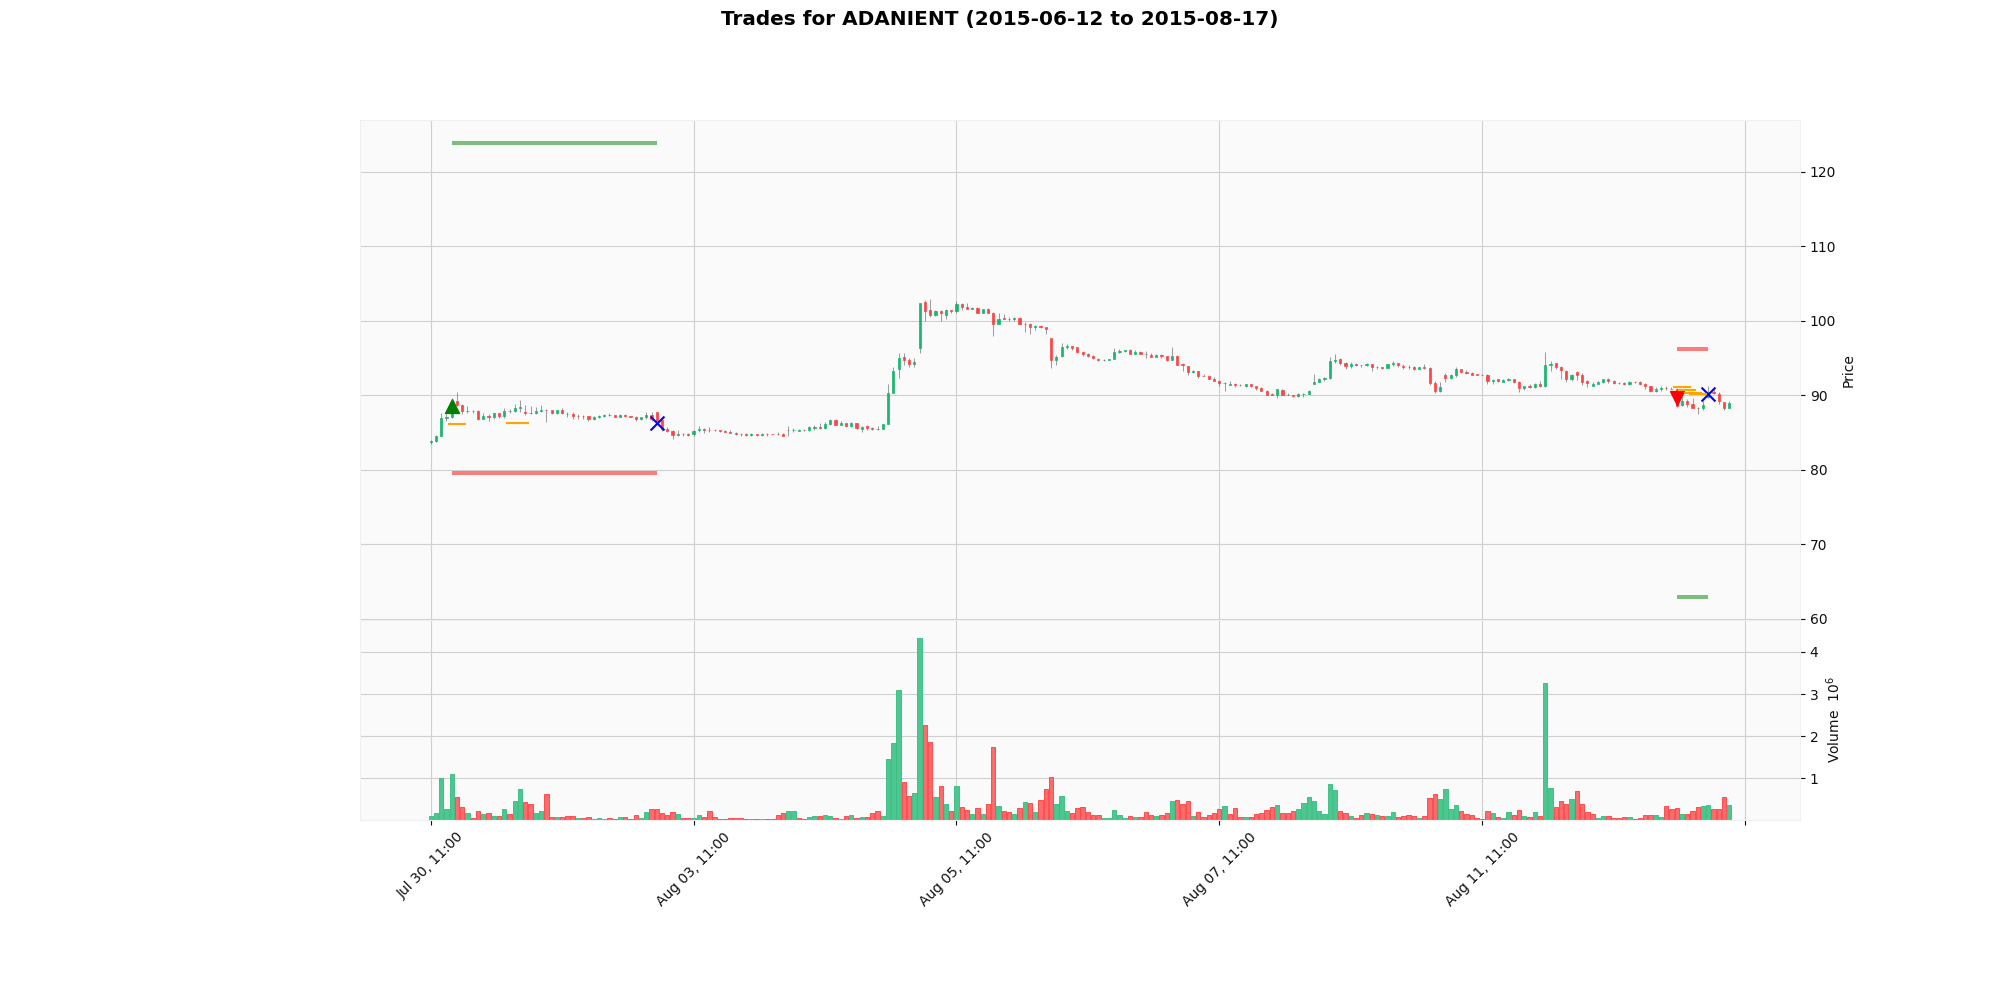 Trades for ADANIENT (2015-06-12 to 2015-08-17)
120
110
100
90
80
70
60
Price
4
3
2
1
Volume 10^6
Jul 30, 11:00
Aug 03, 11:00
Aug 05, 11:00
Aug 07, 11:00
Aug 11, 11:00